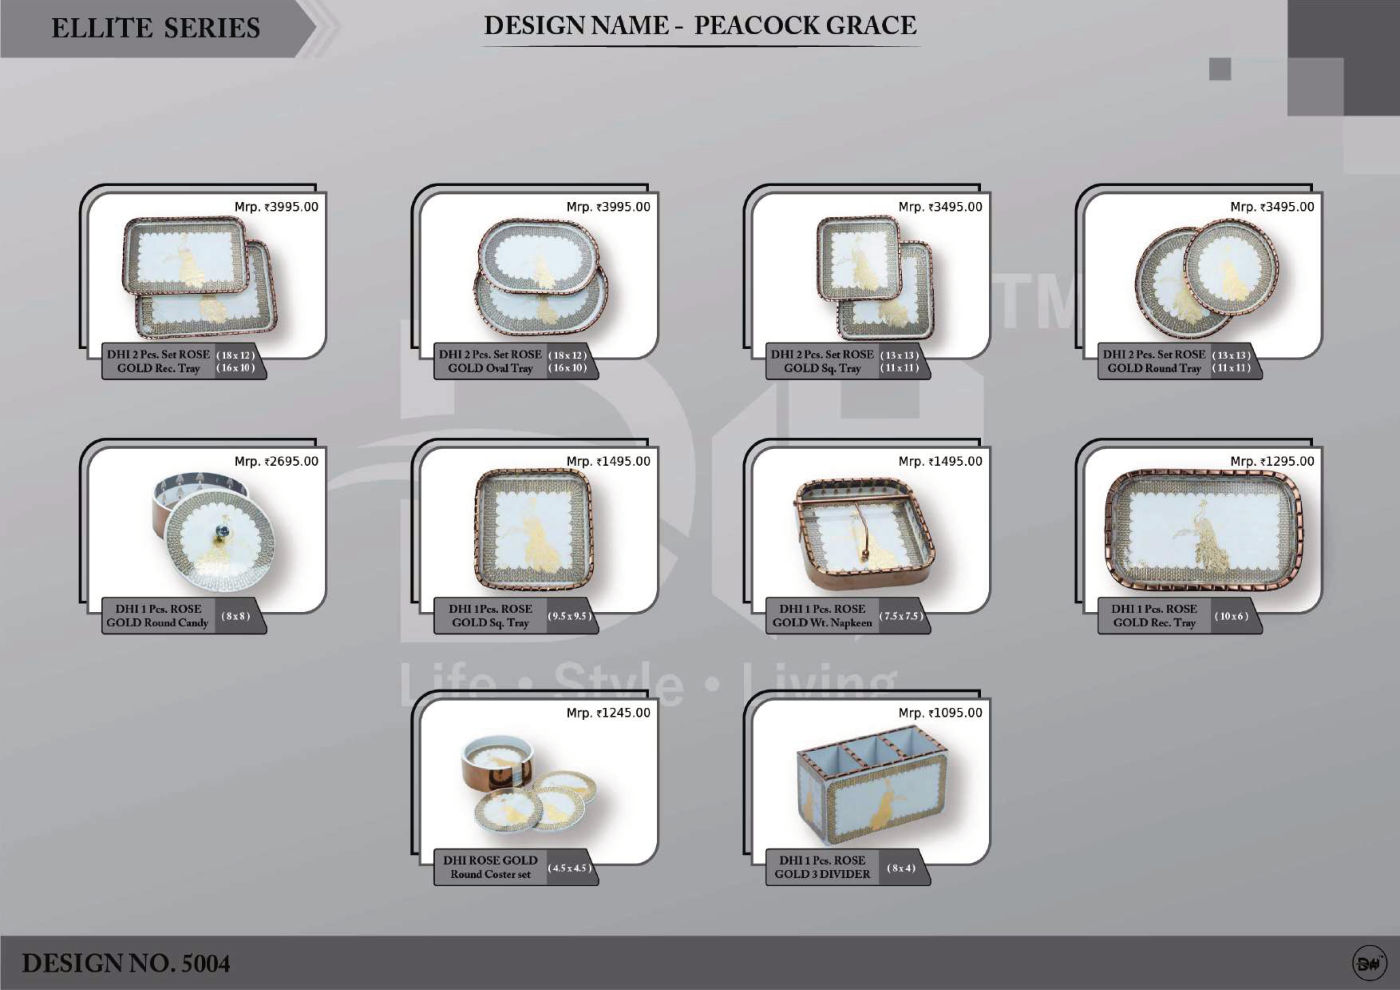 ELLITE SERIES
DESIGN NAME - PEACOCK GRACE
TM
Mrp. ₹3995.00
DHI 2 Pcs. Set ROSE
GOLD Rec. Tray
( 18 x 12 )
( 16 x 10 )
Mrp. ₹3995.00
DHI 2 Pcs. Set ROSE
GOLD Oval Tray
( 18 x 12 )
( 16 x 10 )
Mrp. ₹3495.00
DHI 2 Pcs. Set ROSE
GOLD Sq. Tray
( 13 x 13 )
( 11 x 11 )
Mrp. ₹3495.00
DHI 2 Pcs. Set ROSE
GOLD Round Tray
( 13 x 13 )
( 11 x 11 )
Mrp. ₹2695.00
DHI 1 Pcs. ROSE
GOLD Round Candy
( 8 x 8 )
Mrp. ₹1495.00
DHI 1Pcs. ROSE
GOLD Sq. Tray
( 9.5 x 9.5 )
Mrp. ₹1495.00
DHI 1 Pcs. ROSE
GOLD Wt. Napkeen
( 7.5 x 7.5 )
Mrp. ₹1295.00
DHI 1 Pcs. ROSE
GOLD Rec. Tray
( 10 x 6 )
Life • Style • Living
Mrp. ₹1245.00
DHI ROSE GOLD
Round Coster set
( 4.5 x 4.5 )
Mrp. ₹1095.00
DHI 1 Pcs. ROSE
GOLD 3 DIVIDER
( 8 x 4 )
DESIGN NO. 5004